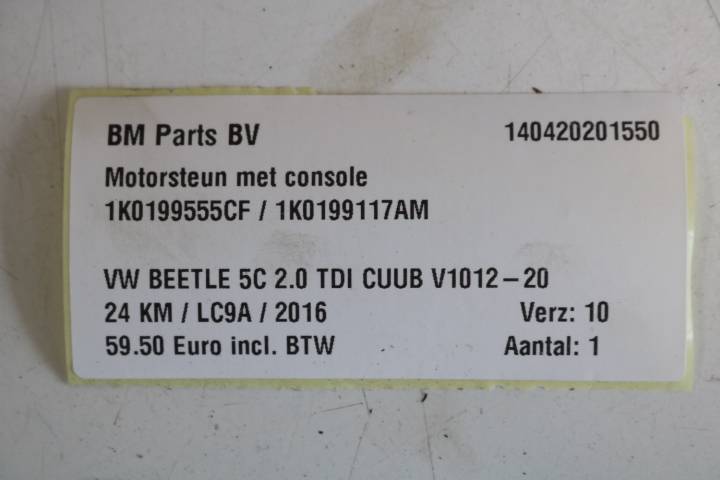 BM Parts BV 140420201550
Motorsteun met console
1K0199555CF / 1K0199117AM
VW BEETLE 5C 2.0 TDI CUUB V1012-20
24 KM / LC9A / 2016 Verz: 10
59.50 Euro incl. BTW Aantal: 1